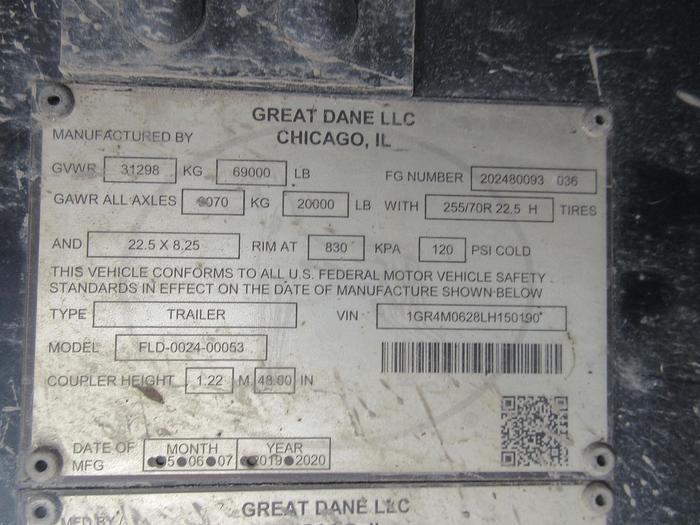 GREAT DANE LLC
MANUFACTURED BY CHICAGO, IL
GVWR 31298 KG 69000 LB FG NUMBER 202480093 036
GAWR ALL AXLES 9070 KG 20000 LB WITH 255/70R 22.5 H TIRES
AND 22.5 X 8.25 RIM AT 830 KPA 120 PSI COLD
THIS VEHICLE CONFORMS TO ALL U.S. FEDERAL MOTOR VEHICLE SAFETY
STANDARDS IN EFFECT ON THE DATE OF MANUFACTURE SHOWN BELOW
TYPE TRAILER VIN 1GR4M0628LH150190*
MODEL FLD-0024-00053
COUPLER HEIGHT 1.22 M 48.00 IN
DATE OF MFG MONTH YEAR
5 06 07 2019 2020
GREAT DANE LLC
MFD BY